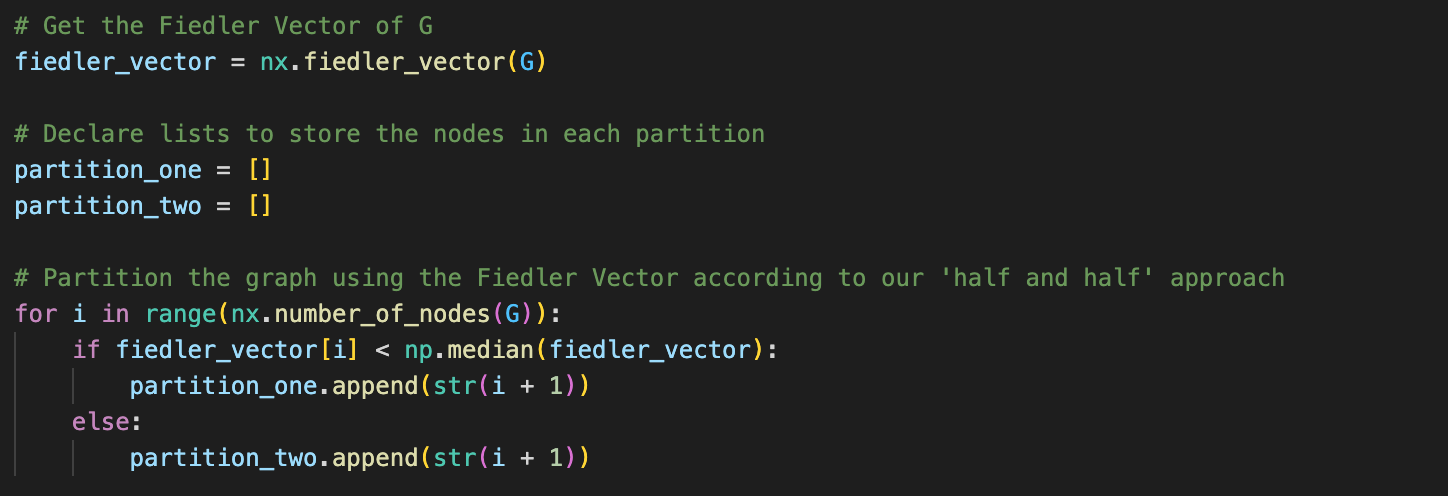 # Get the Fiedler Vector of G
fiedler_vector = nx.fiedler_vector(G)
# Declare lists to store the nodes in each partition
partition_one = []
partition_two = []
# Partition the graph using the Fiedler Vector according to our 'half and half' approach
for i in range(nx.number_of_nodes(G)):
    if fiedler_vector[i] < np.median(fiedler_vector):
        partition_one.append(str(i + 1))
    else:
        partition_two.append(str(i + 1))